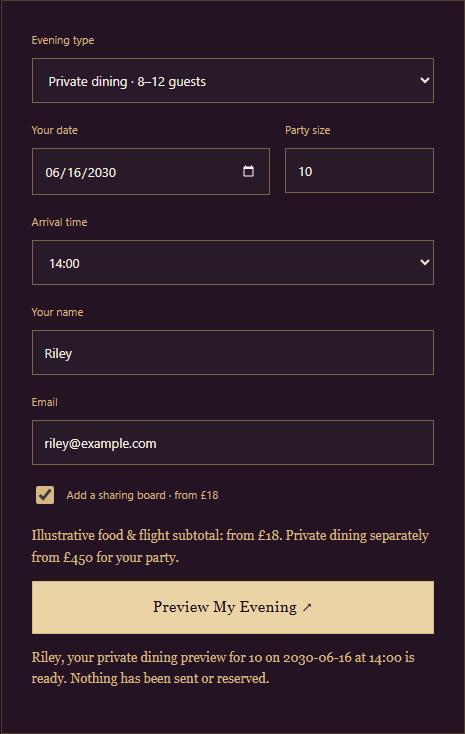 Evening type
Private dining · 8–12 guests
Your date
Party size
06/16/2030
10
Arrival time
14:00
Your name
Riley
Email
riley@example.com
Add a sharing board · from £18
Illustrative food & flight subtotal: from £18. Private dining separately
from £450 for your party.
Preview My Evening ↗
Riley, your private dining preview for 10 on 2030-06-16 at 14:00 is
ready. Nothing has been sent or reserved.